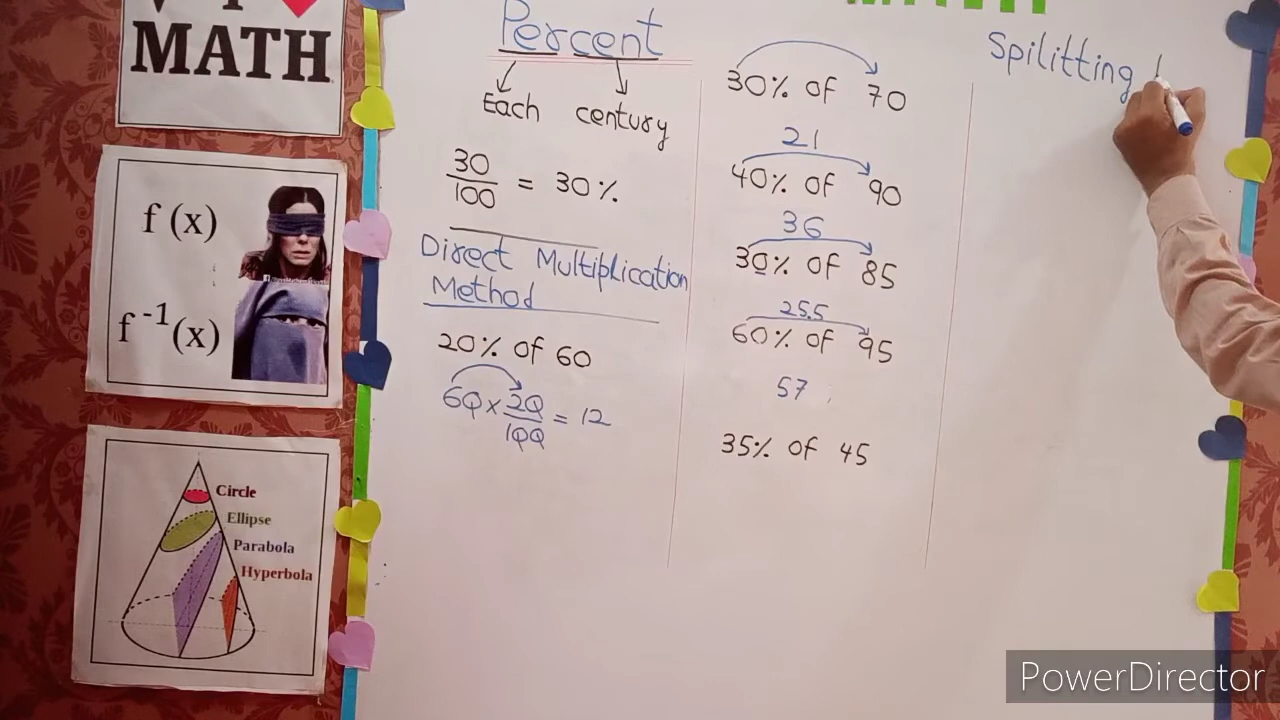 MATH
f (x)
f⁻¹(x)
Circle
Ellipse
Parabola
Hyperbola
Percent
Each century
30/100 = 30%
Direct Multiplication
Method
20% of 60
60 × 20/100 = 12
30% of 70
21
40% of 90
36
30% of 85
25.5
60% of 95
57
35% of 45
Spilitting
PowerDirector